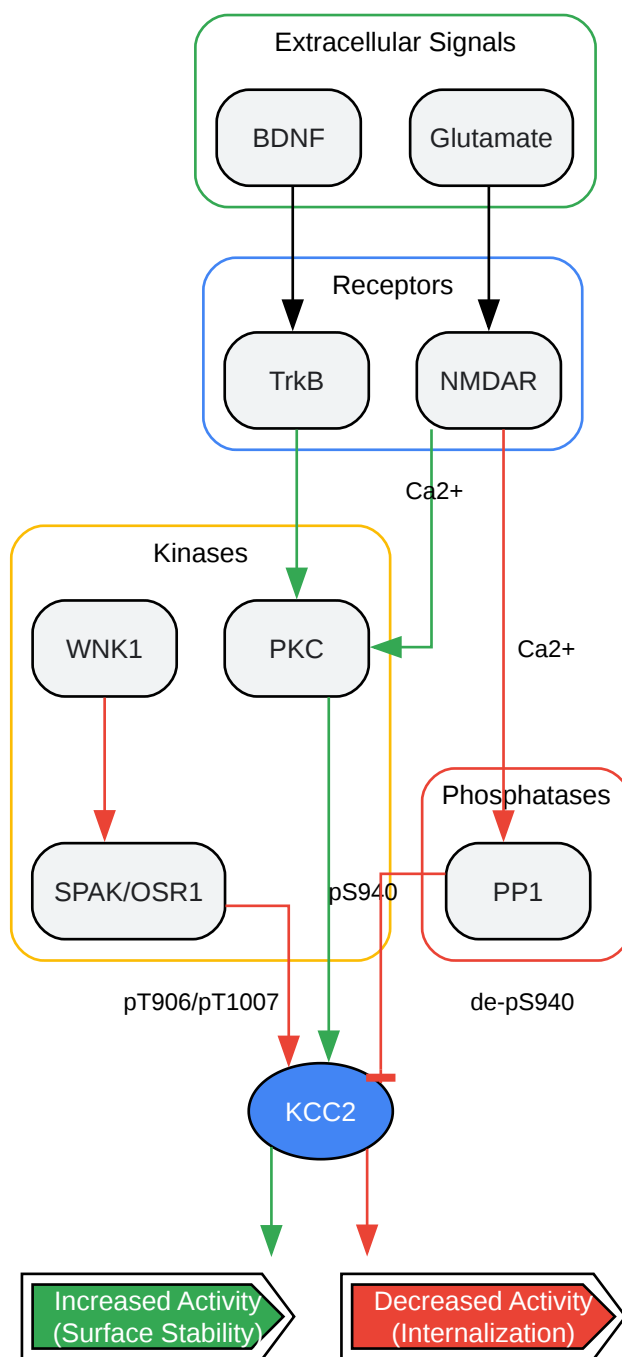 Extracellular Signals
BDNF
Glutamate
Receptors
TrkB
NMDAR
Ca2+
Kinases
WNK1
PKC
Ca2+
Phosphatases
SPAK/OSR1
pS940
PP1
pT906/pT1007
de-pS940
KCC2
Increased Activity
(Surface Stability)
Decreased Activity
(Internalization)